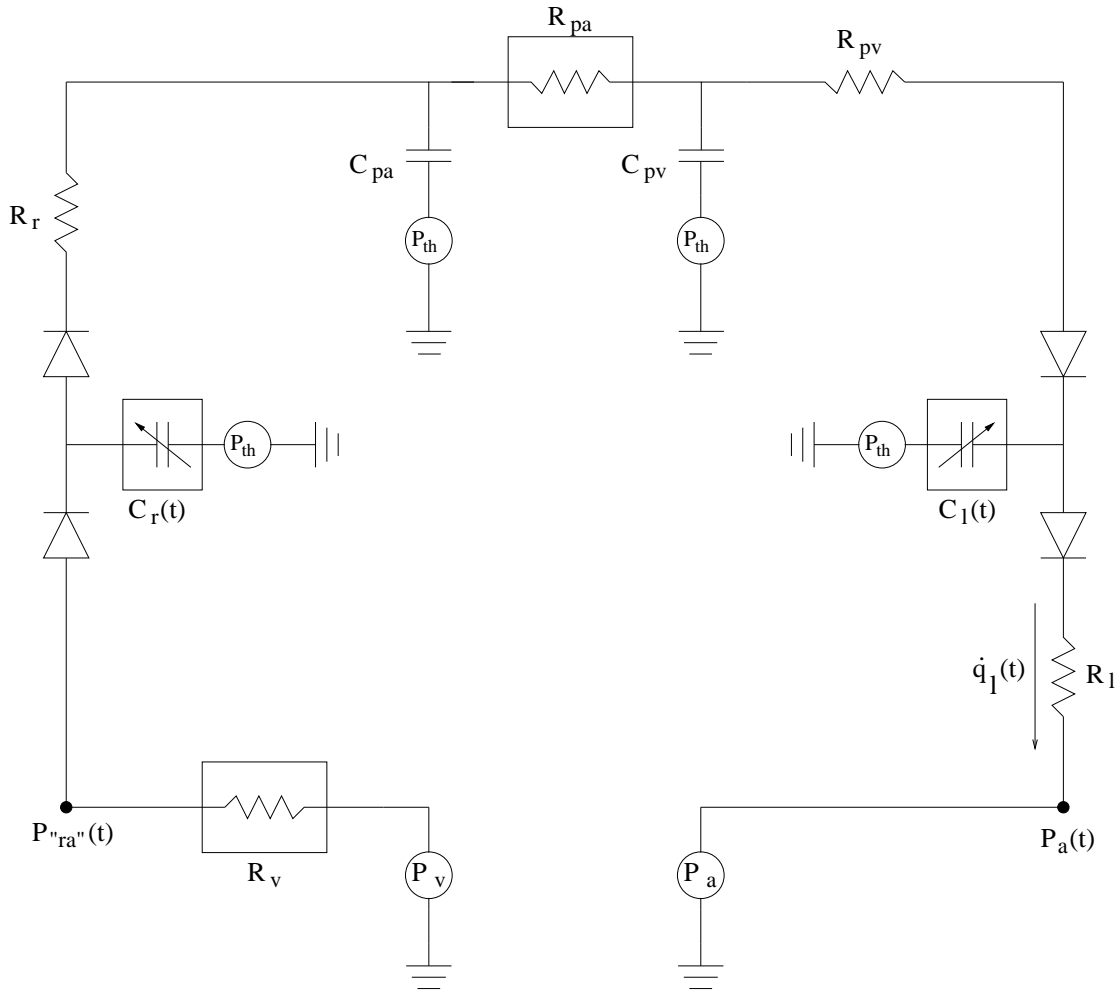 R pa
R pv
C pa
C pv
R r
P th
P th
P th
P th
C r (t)
C l (t)
q̇ l (t)
R l
P "ra" (t)
R v
P v
P a
P a (t)